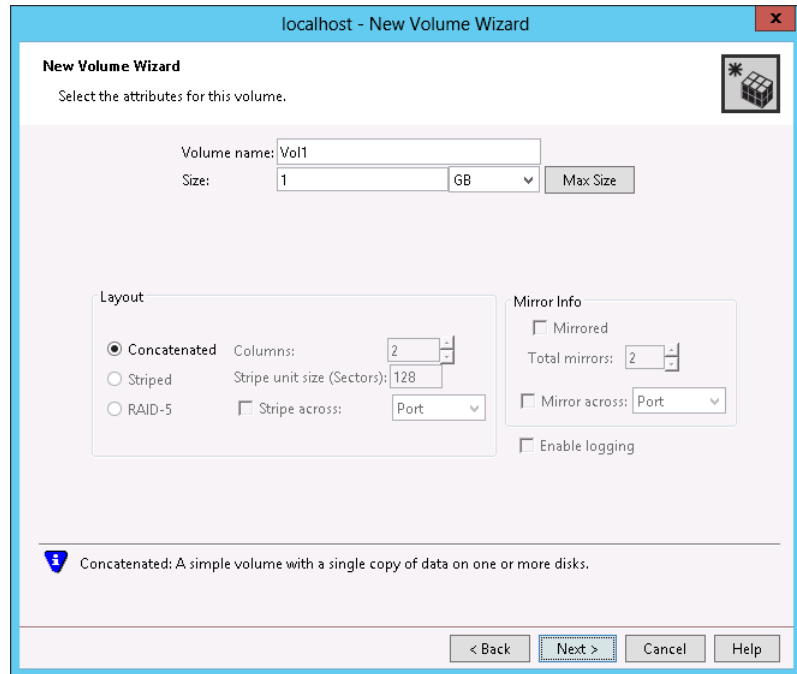 localhost - New Volume Wizard
x
New Volume Wizard
Select the attributes for this volume.
Volume name: Vol1
Size: 1 GB Max Size
Layout
Concatenated Columns: 2
Striped Stripe unit size (Sectors): 128
RAID-5 Stripe across: Port
Mirror Info
Mirrored
Total mirrors: 2
Mirror across: Port
Enable logging
i Concatenated: A simple volume with a single copy of data on one or more disks.
< Back Next > Cancel Help